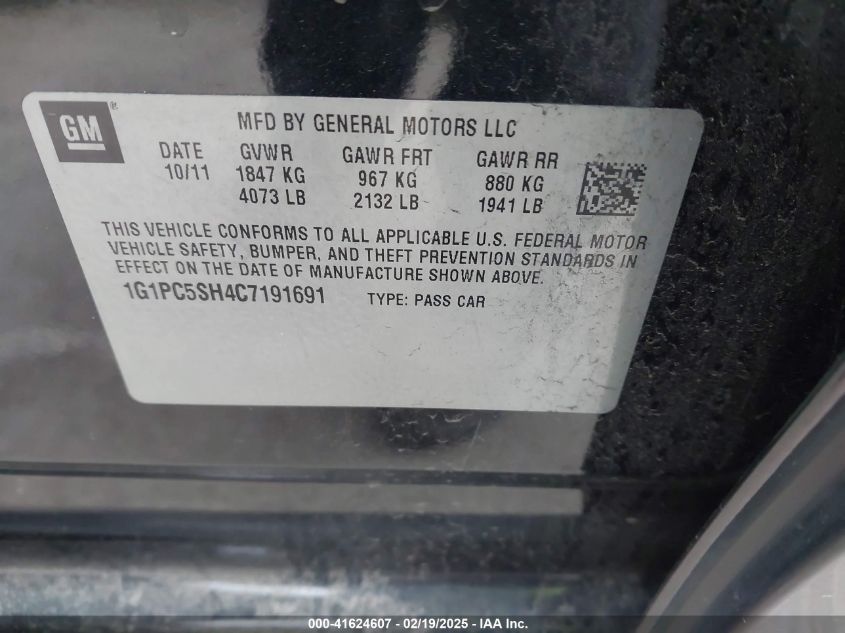 GM®
MFD BY GENERAL MOTORS LLC
DATE GVWR GAWR FRT GAWR RR
10/11 1847 KG 967 KG 880 KG
4073 LB 2132 LB 1941 LB
THIS VEHICLE CONFORMS TO ALL APPLICABLE U.S. FEDERAL MOTOR
VEHICLE SAFETY, BUMPER, AND THEFT PREVENTION STANDARDS IN
EFFECT ON THE DATE OF MANUFACTURE SHOWN ABOVE.
1G1PC5SH4C7191691 TYPE: PASS CAR
000-41624607 - 02/19/2025 - IAA Inc.